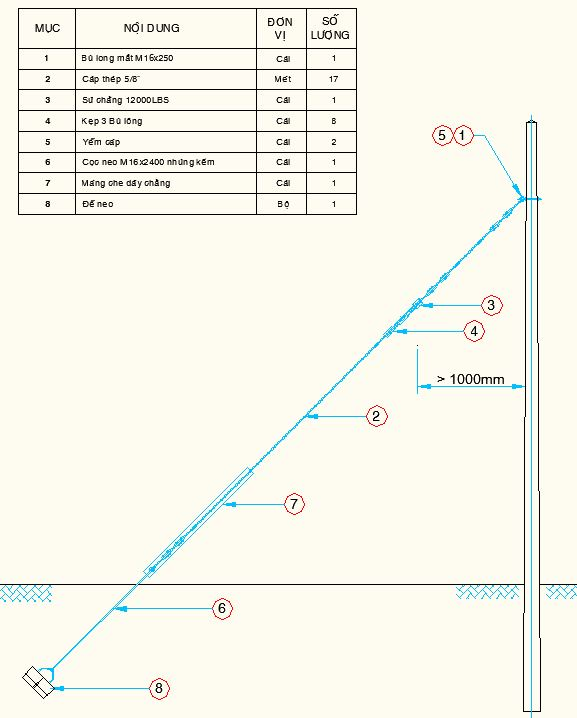 MỤC NỘI DUNG ĐƠN VỊ SỐ LƯỢNG
1 Bù long mắt M16x250 Cái 1
2 Cáp thép 5/8" Mét 17
3 Sứ chằng 12000LBS Cái 1
4 Kẹp 3 Bù lông Cái 8
5 Yếm cáp Cái 2
6 Cọc neo M16x2400 nhúng kẽm Cái 1
7 Máng che dây chằng Cái 1
8 Đế neo Bộ 1
5 1
3
4
> 1000mm
2
7
6
8